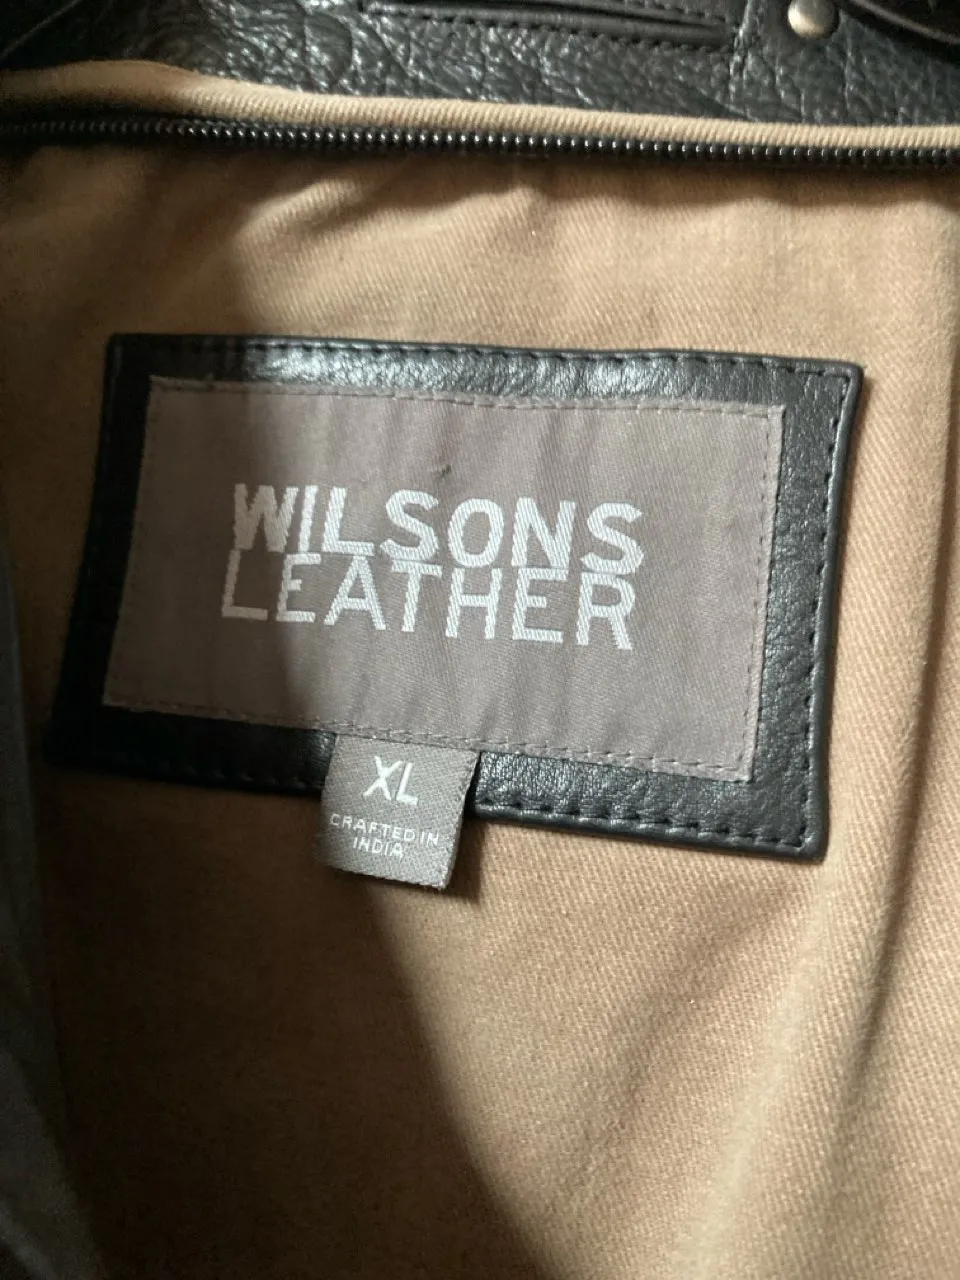 WILSONS
LEATHER
XL
CRAFTED IN
INDIA